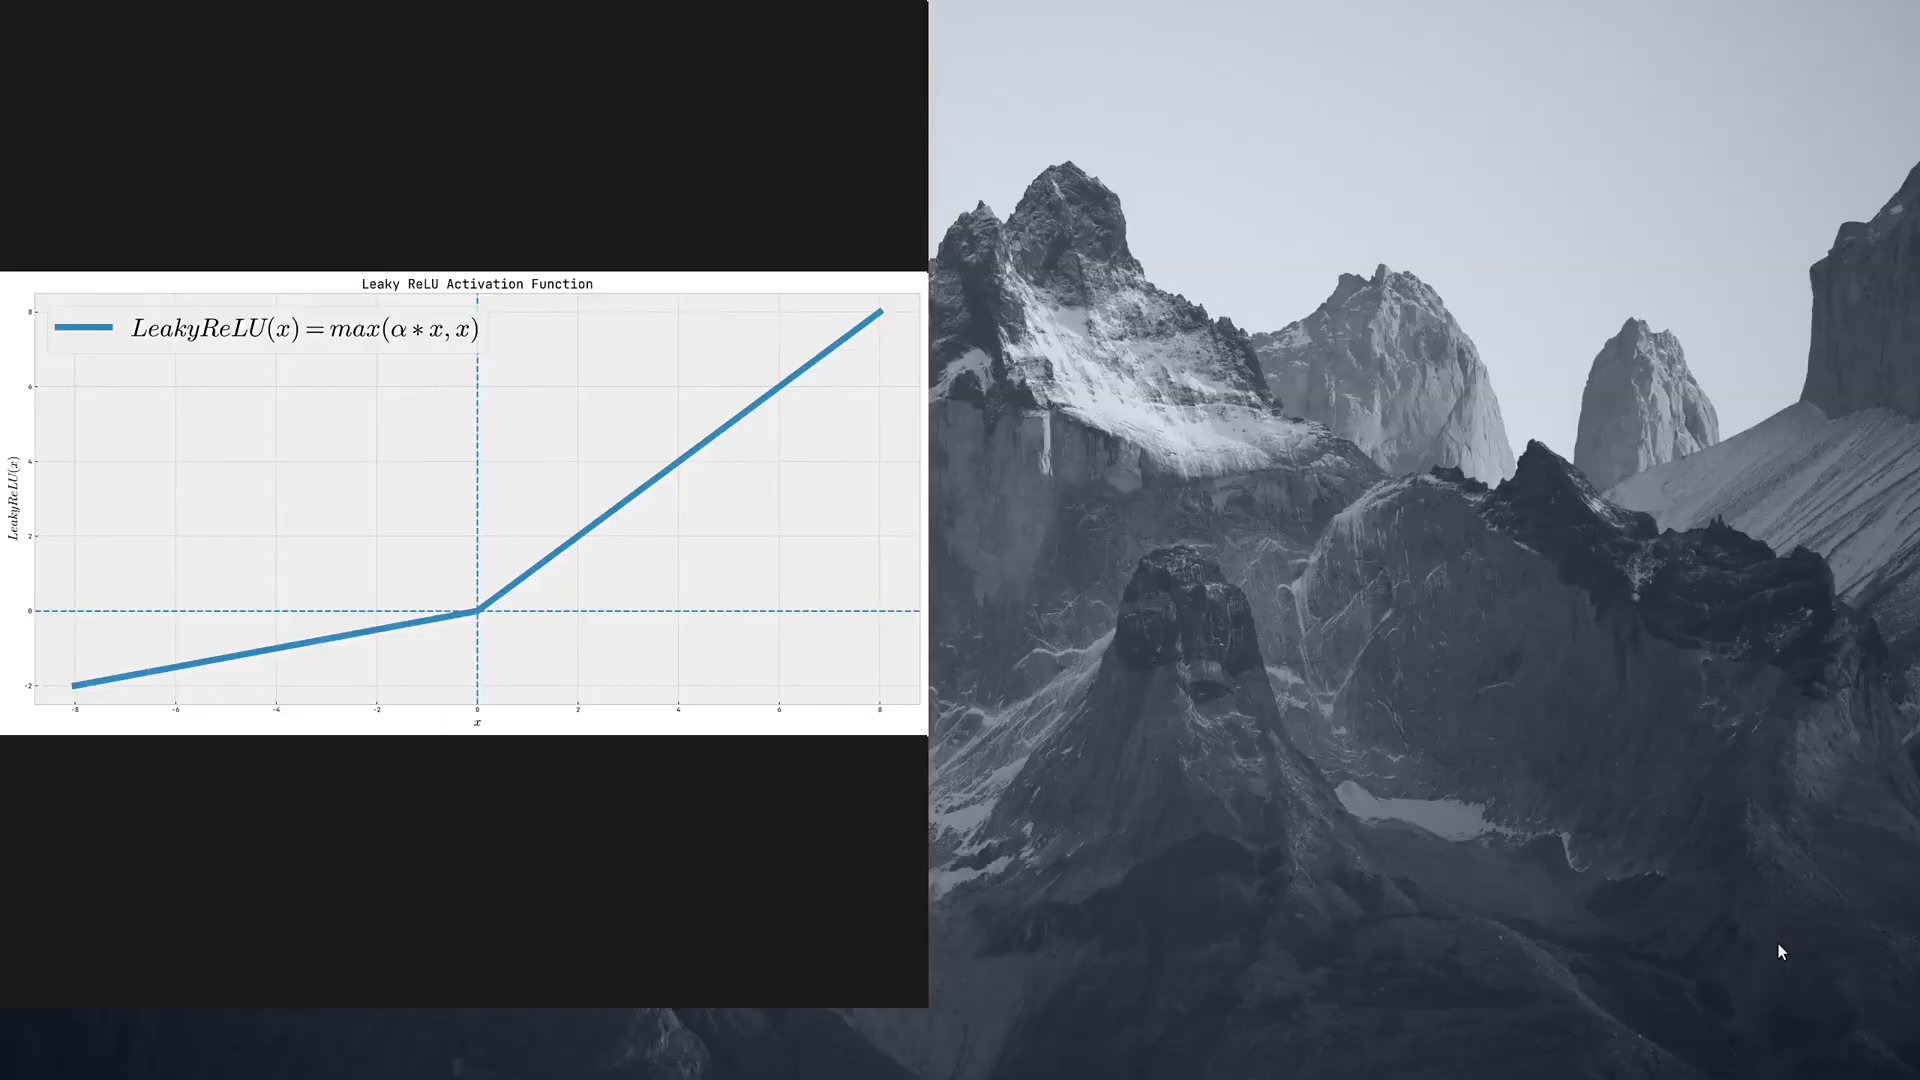 Leaky ReLU Activation Function
LeakyReLU(x) = max(α * x, x)
LeakyReLU(x)
8
6
4
2
0
-2
-8 -6 -4 -2 0 2 4 6 8
x